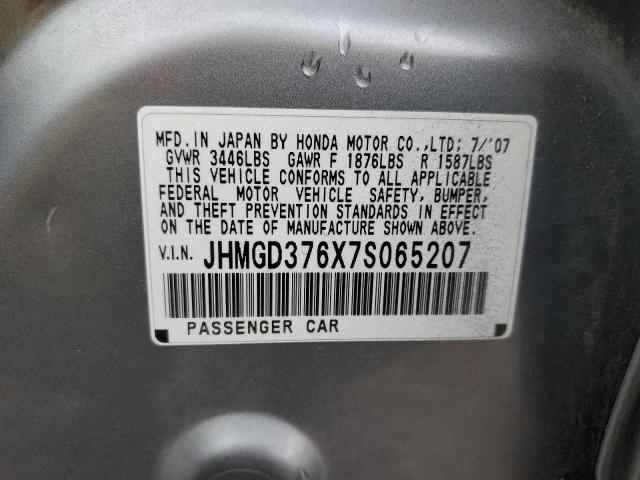 MFD.IN JAPAN BY HONDA MOTOR CO.,LTD; 7/'07
GVWR 3446LBS GAWR F 1876LBS R 1587LBS
THIS VEHICLE CONFORMS TO ALL APPLICABLE
FEDERAL MOTOR VEHICLE SAFETY, BUMPER,
AND THEFT PREVENTION STANDARDS IN EFFECT
ON THE DATE OF MANUFACTURE SHOWN ABOVE.
V.I.N. JHMGD376X7S065207
PASSENGER CAR